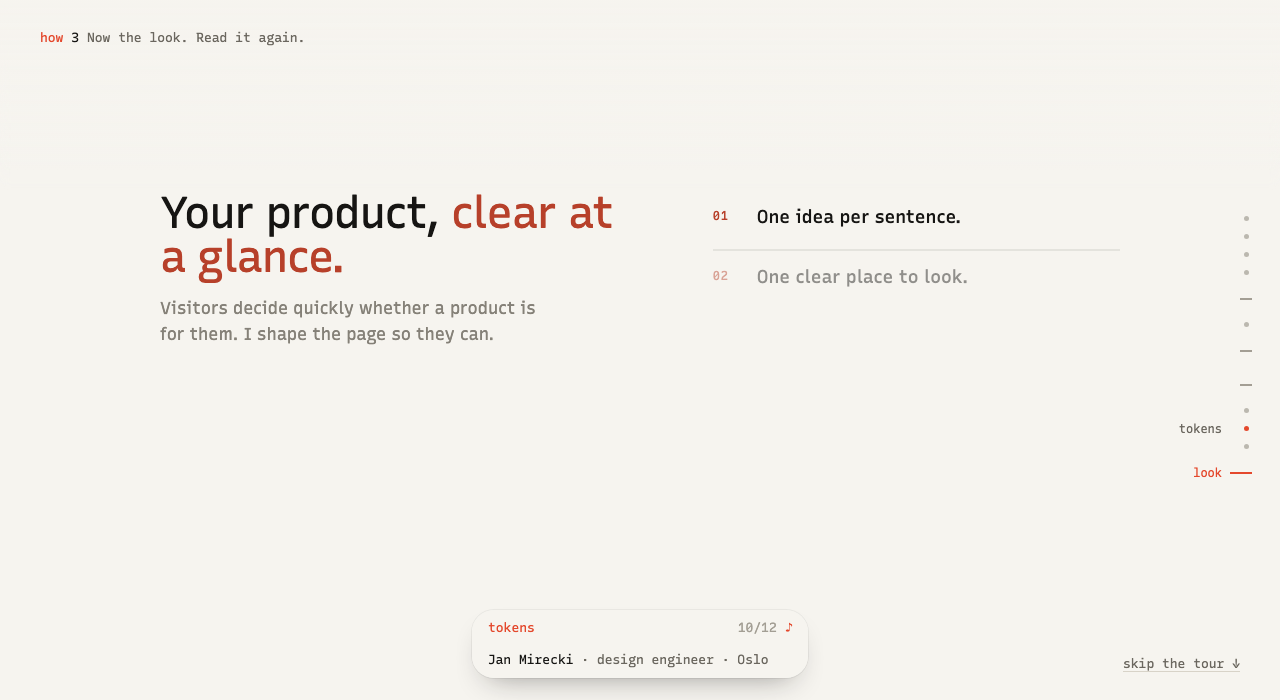 how 3 Now the look. Read it again.
Your product, clear at
a glance.
Visitors decide quickly whether a product is
for them. I shape the page so they can.
01 One idea per sentence.
02 One clear place to look.
tokens
look
tokens 10/12 ♪
Jan Mirecki · design engineer · Oslo
skip the tour ↓